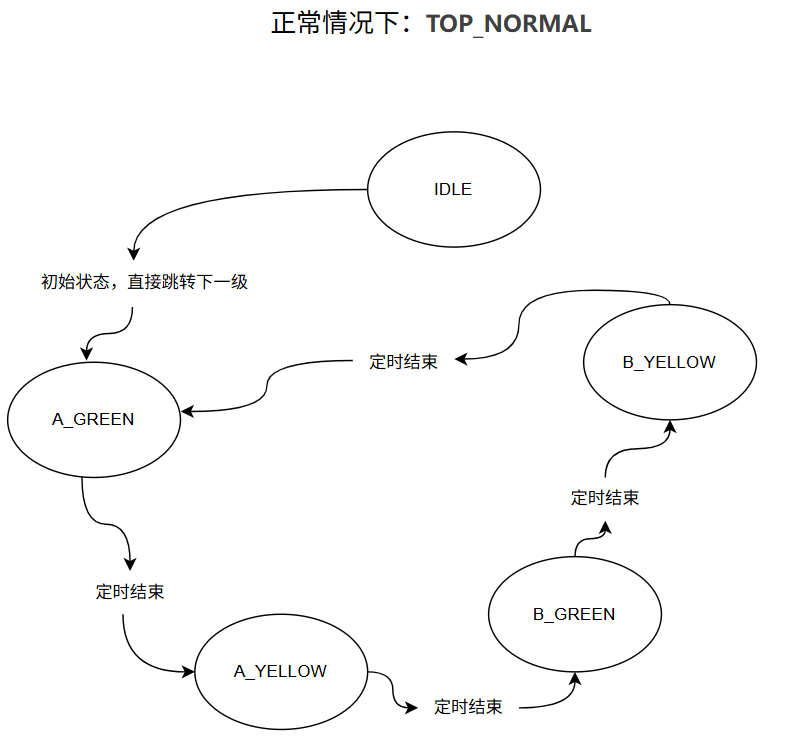 正常情况下：TOP_NORMAL
IDLE
初始状态，直接跳转下一级
定时结束
B_YELLOW
A_GREEN
定时结束
定时结束
B_GREEN
A_YELLOW
定时结束